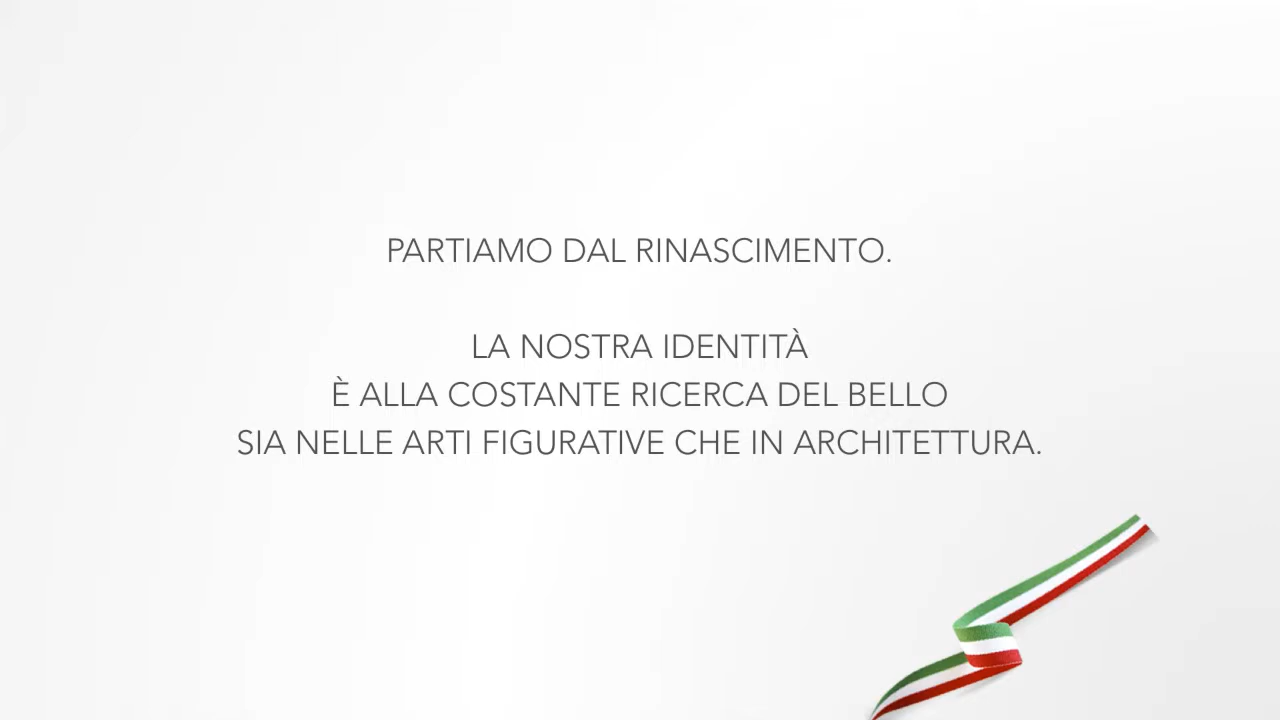 PARTIAMO DAL RINASCIMENTO.
LA NOSTRA IDENTITÀ
È ALLA COSTANTE RICERCA DEL BELLO
SIA NELLE ARTI FIGURATIVE CHE IN ARCHITETTURA.